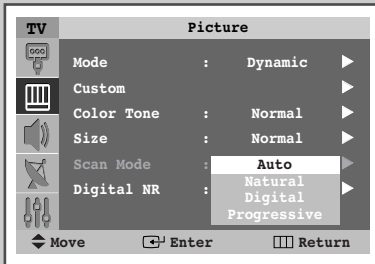 TV Picture
Mode : Dynamic
Custom
Color Tone : Normal
Size : Normal
Scan Mode : Auto
Natural
Digital NR : Digital
Progressive
Move Enter Return